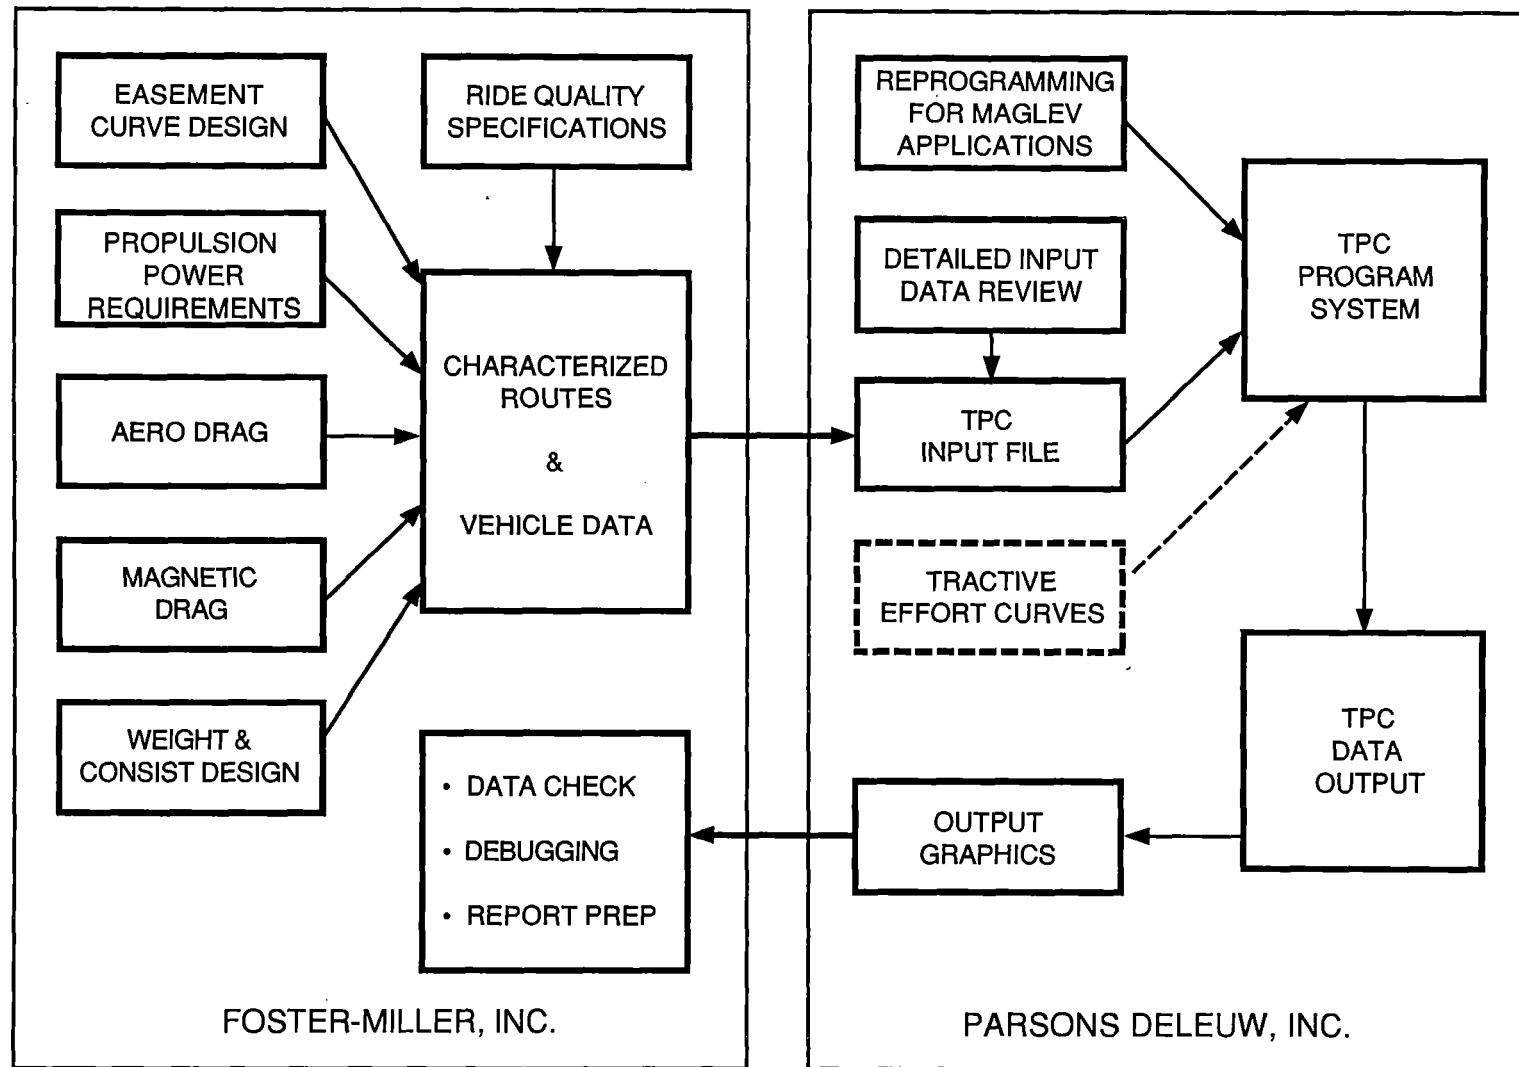 EASEMENT
CURVE DESIGN
RIDE QUALITY
SPECIFICATIONS
PROPULSION
POWER
REQUIREMENTS
AERO DRAG
MAGNETIC
DRAG
WEIGHT &
CONSIST DESIGN
CHARACTERIZED
ROUTES
&
VEHICLE DATA
• DATA CHECK
• DEBUGGING
• REPORT PREP
FOSTER-MILLER, INC.
REPROGRAMMING
FOR MAGLEV
APPLICATIONS
DETAILED INPUT
DATA REVIEW
TPC
INPUT FILE
TRACTIVE
EFFORT CURVES
TPC
PROGRAM
SYSTEM
TPC
DATA
OUTPUT
OUTPUT
GRAPHICS
PARSONS DELEUW, INC.